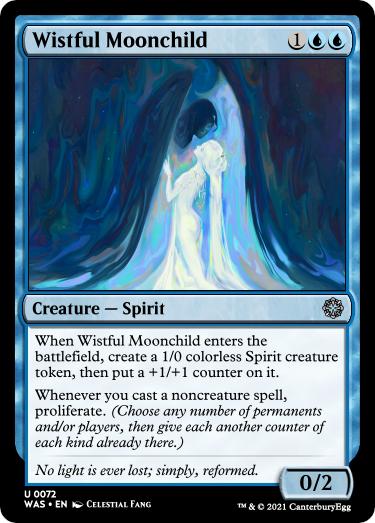 Wistful Moonchild 1
Creature — Spirit
When Wistful Moonchild enters the
battlefield, create a 1/0 colorless Spirit creature
token, then put a +1/+1 counter on it.
Whenever you cast a noncreature spell,
proliferate. (Choose any number of permanents
and/or players, then give each another counter of
each kind already there.)
No light is ever lost; simply, reformed.
0/2
U 0072
WAS • EN Celestial Fang
™ & © 2021 CanterburyEgg